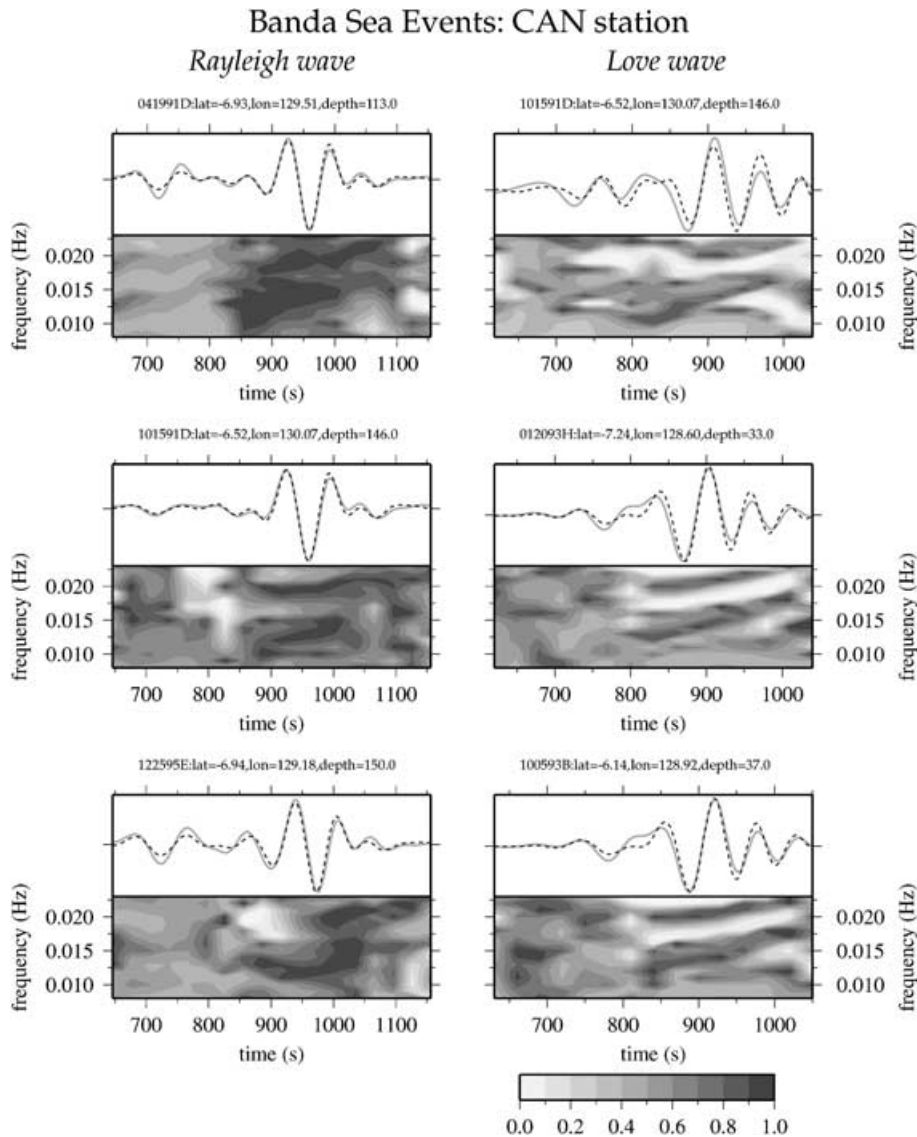 Banda Sea Events: CAN station
Rayleigh wave
Love wave
041991D:lat=-6.93,lon=129.51,depth=113.0
frequency (Hz)
0.020
0.015
0.010
700 800 900 1000 1100
time (s)
101591D:lat=-6.52,lon=130.07,depth=146.0
0.020
0.015
0.010
frequency (Hz)
700 800 900 1000
time (s)
101591D:lat=-6.52,lon=130.07,depth=146.0
frequency (Hz)
0.020
0.015
0.010
700 800 900 1000 1100
time (s)
012093H:lat=-7.24,lon=128.60,depth=33.0
0.020
0.015
0.010
frequency (Hz)
700 800 900 1000
time (s)
122595E:lat=-6.94,lon=129.18,depth=150.0
frequency (Hz)
0.020
0.015
0.010
700 800 900 1000 1100
time (s)
100593B:lat=-6.14,lon=128.92,depth=37.0
0.020
0.015
0.010
frequency (Hz)
700 800 900 1000
time (s)
0.0 0.2 0.4 0.6 0.8 1.0